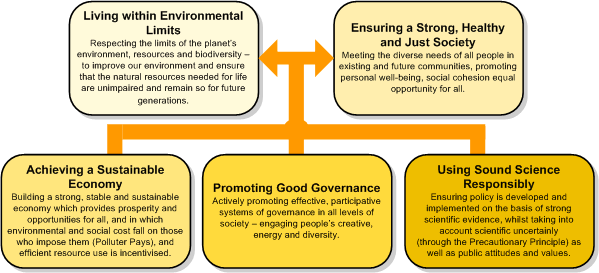 Living within Environmental
Limits
Respecting the limits of the planet's
environment, resources and biodiversity –
to improve our environment and ensure
that the natural resources needed for life
are unimpaired and remain so for future
generations.
Ensuring a Strong, Healthy
and Just Society
Meeting the diverse needs of all people in
existing and future communities, promoting
personal well-being, social cohesion equal
opportunity for all.
Achieving a Sustainable
Economy
Building a strong, stable and sustainable
economy which provides prosperity and
opportunities for all, and in which
environmental and social cost fall on those
who impose them (Polluter Pays), and
efficient resource use is incentivised.
Promoting Good Governance
Actively promoting effective, participative
systems of governance in all levels of
society – engaging people's creative,
energy and diversity.
Using Sound Science
Responsibly
Ensuring policy is developed and
implemented on the basis of strong
scientific evidence, whilst taking into
account scientific uncertainly
(through the Precautionary Principle) as
well as public attitudes and values.